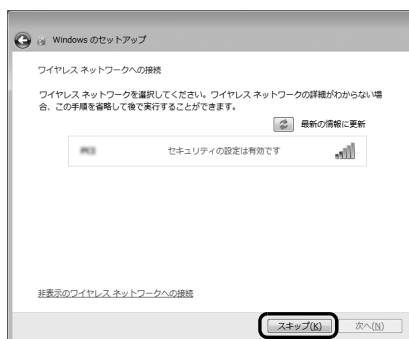 Windows のセットアップ
ワイヤレス ネットワークへの接続
ワイヤレス ネットワークを選択してください。ワイヤレス ネットワークの詳細がわからない場
合、この手順を省略して後で実行することができます。
最新の情報に更新
セキュリティの設定は有効です
非表示のワイヤレス ネットワークへの接続
スキップ(K) 次へ(N)